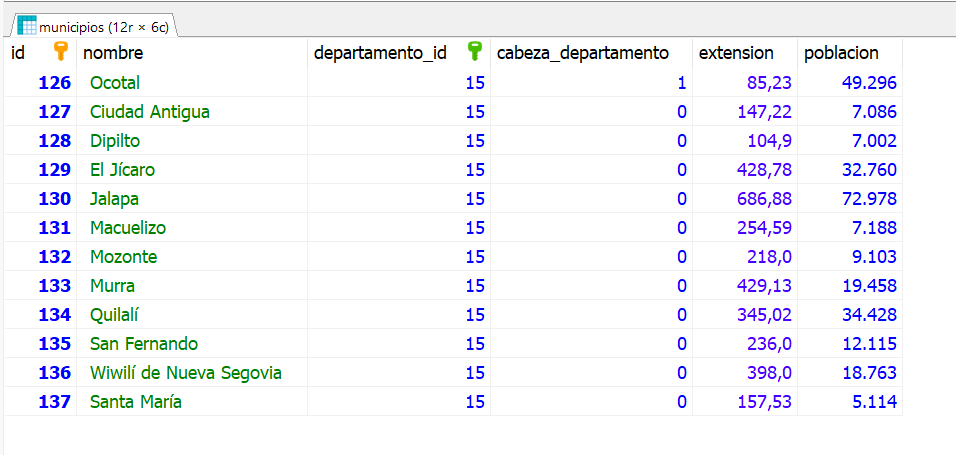 municipios (12r × 6c)
id nombre departamento_id cabeza_departamento extension poblacion
126 Ocotal 15 1 85,23 49.296
127 Ciudad Antigua 15 0 147,22 7.086
128 Dipilto 15 0 104,9 7.002
129 El Jícaro 15 0 428,78 32.760
130 Jalapa 15 0 686,88 72.978
131 Macuelizo 15 0 254,59 7.188
132 Mozonte 15 0 218,0 9.103
133 Murra 15 0 429,13 19.458
134 Quilalí 15 0 345,02 34.428
135 San Fernando 15 0 236,0 12.115
136 Wiwilí de Nueva Segovia 15 0 398,0 18.763
137 Santa María 15 0 157,53 5.114